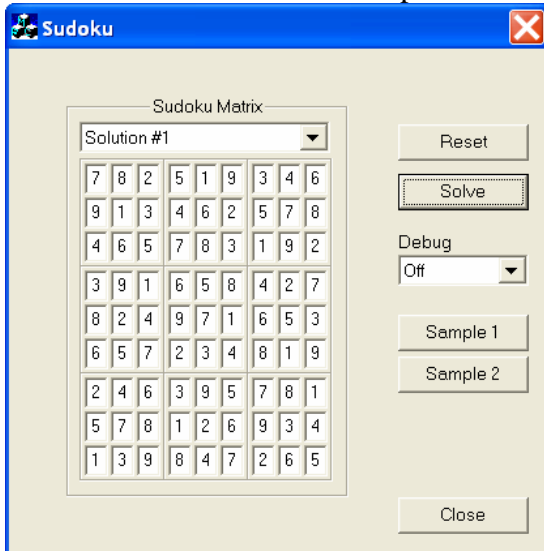 Sudoku
Sudoku Matrix
Solution #1
7 8 2 5 1 9 3 4 6
9 1 3 4 6 2 5 7 8
4 6 5 7 8 3 1 9 2
3 9 1 6 5 8 4 2 7
8 2 4 9 7 1 6 5 3
6 5 7 2 3 4 8 1 9
2 4 6 3 9 5 7 8 1
5 7 8 1 2 6 9 3 4
1 3 9 8 4 7 2 6 5
Reset
Solve
Debug
Off
Sample 1
Sample 2
Close